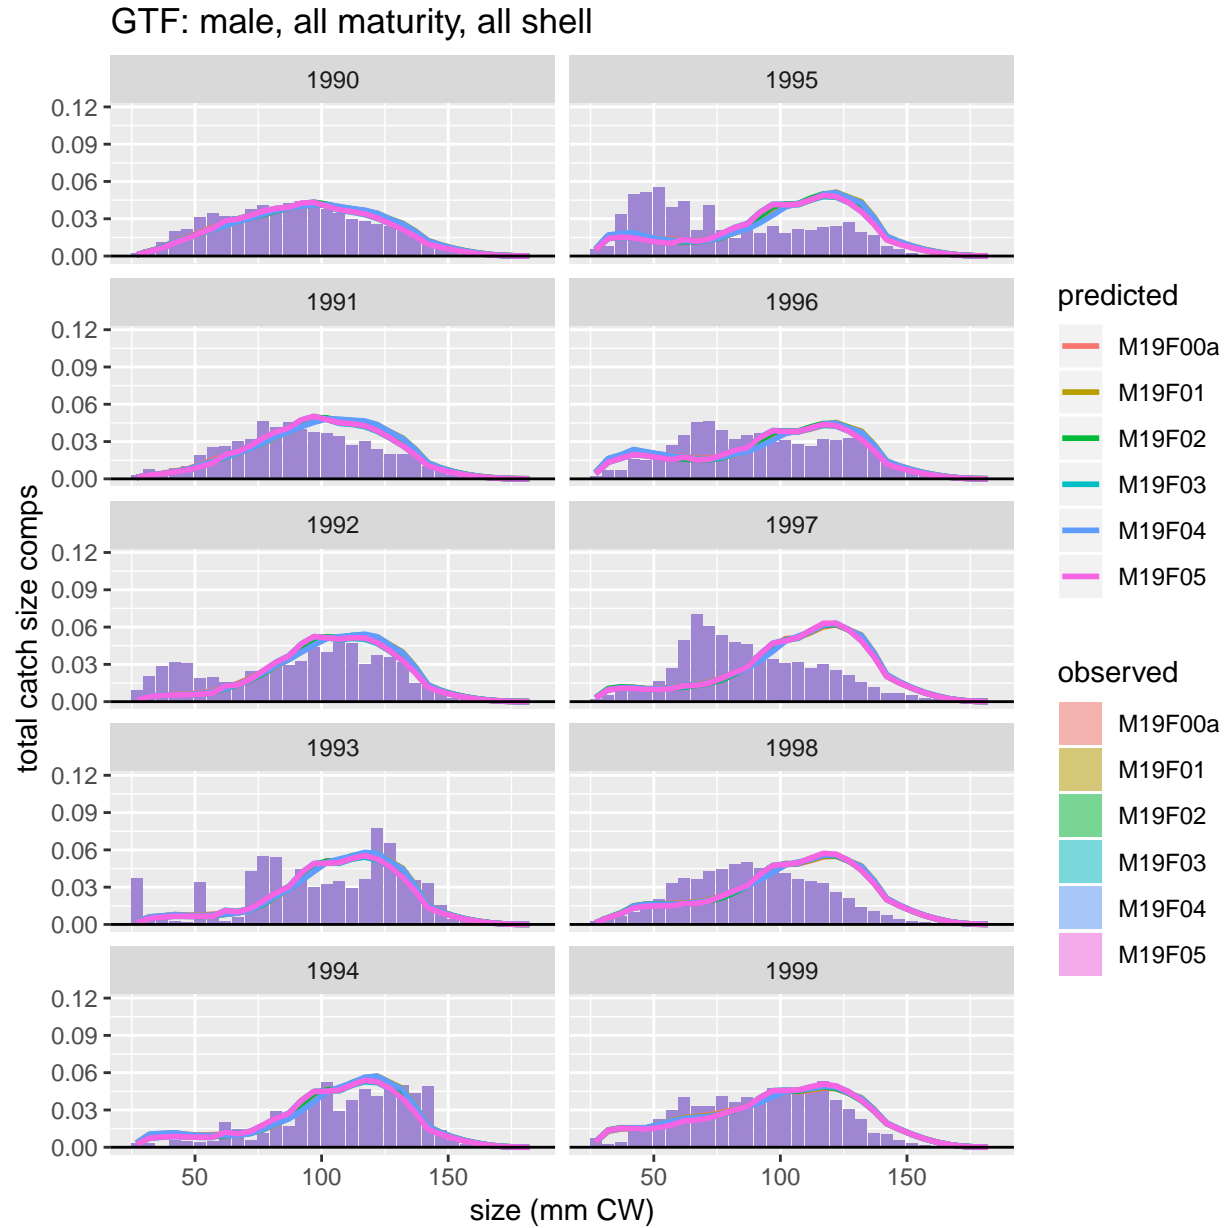 GTF: male, all maturity, all shell
total catch size comps
1990
0.12
0.09
0.06
0.03
0.00
1991
0.12
0.09
0.06
0.03
0.00
1992
0.12
0.09
0.06
0.03
0.00
1993
0.12
0.09
0.06
0.03
0.00
1994
0.12
0.09
0.06
0.03
0.00
50 100 150
1995
1996
1997
1998
1999
50 100 150
size (mm CW)
predicted
M19F00a
M19F01
M19F02
M19F03
M19F04
M19F05
observed
M19F00a
M19F01
M19F02
M19F03
M19F04
M19F05